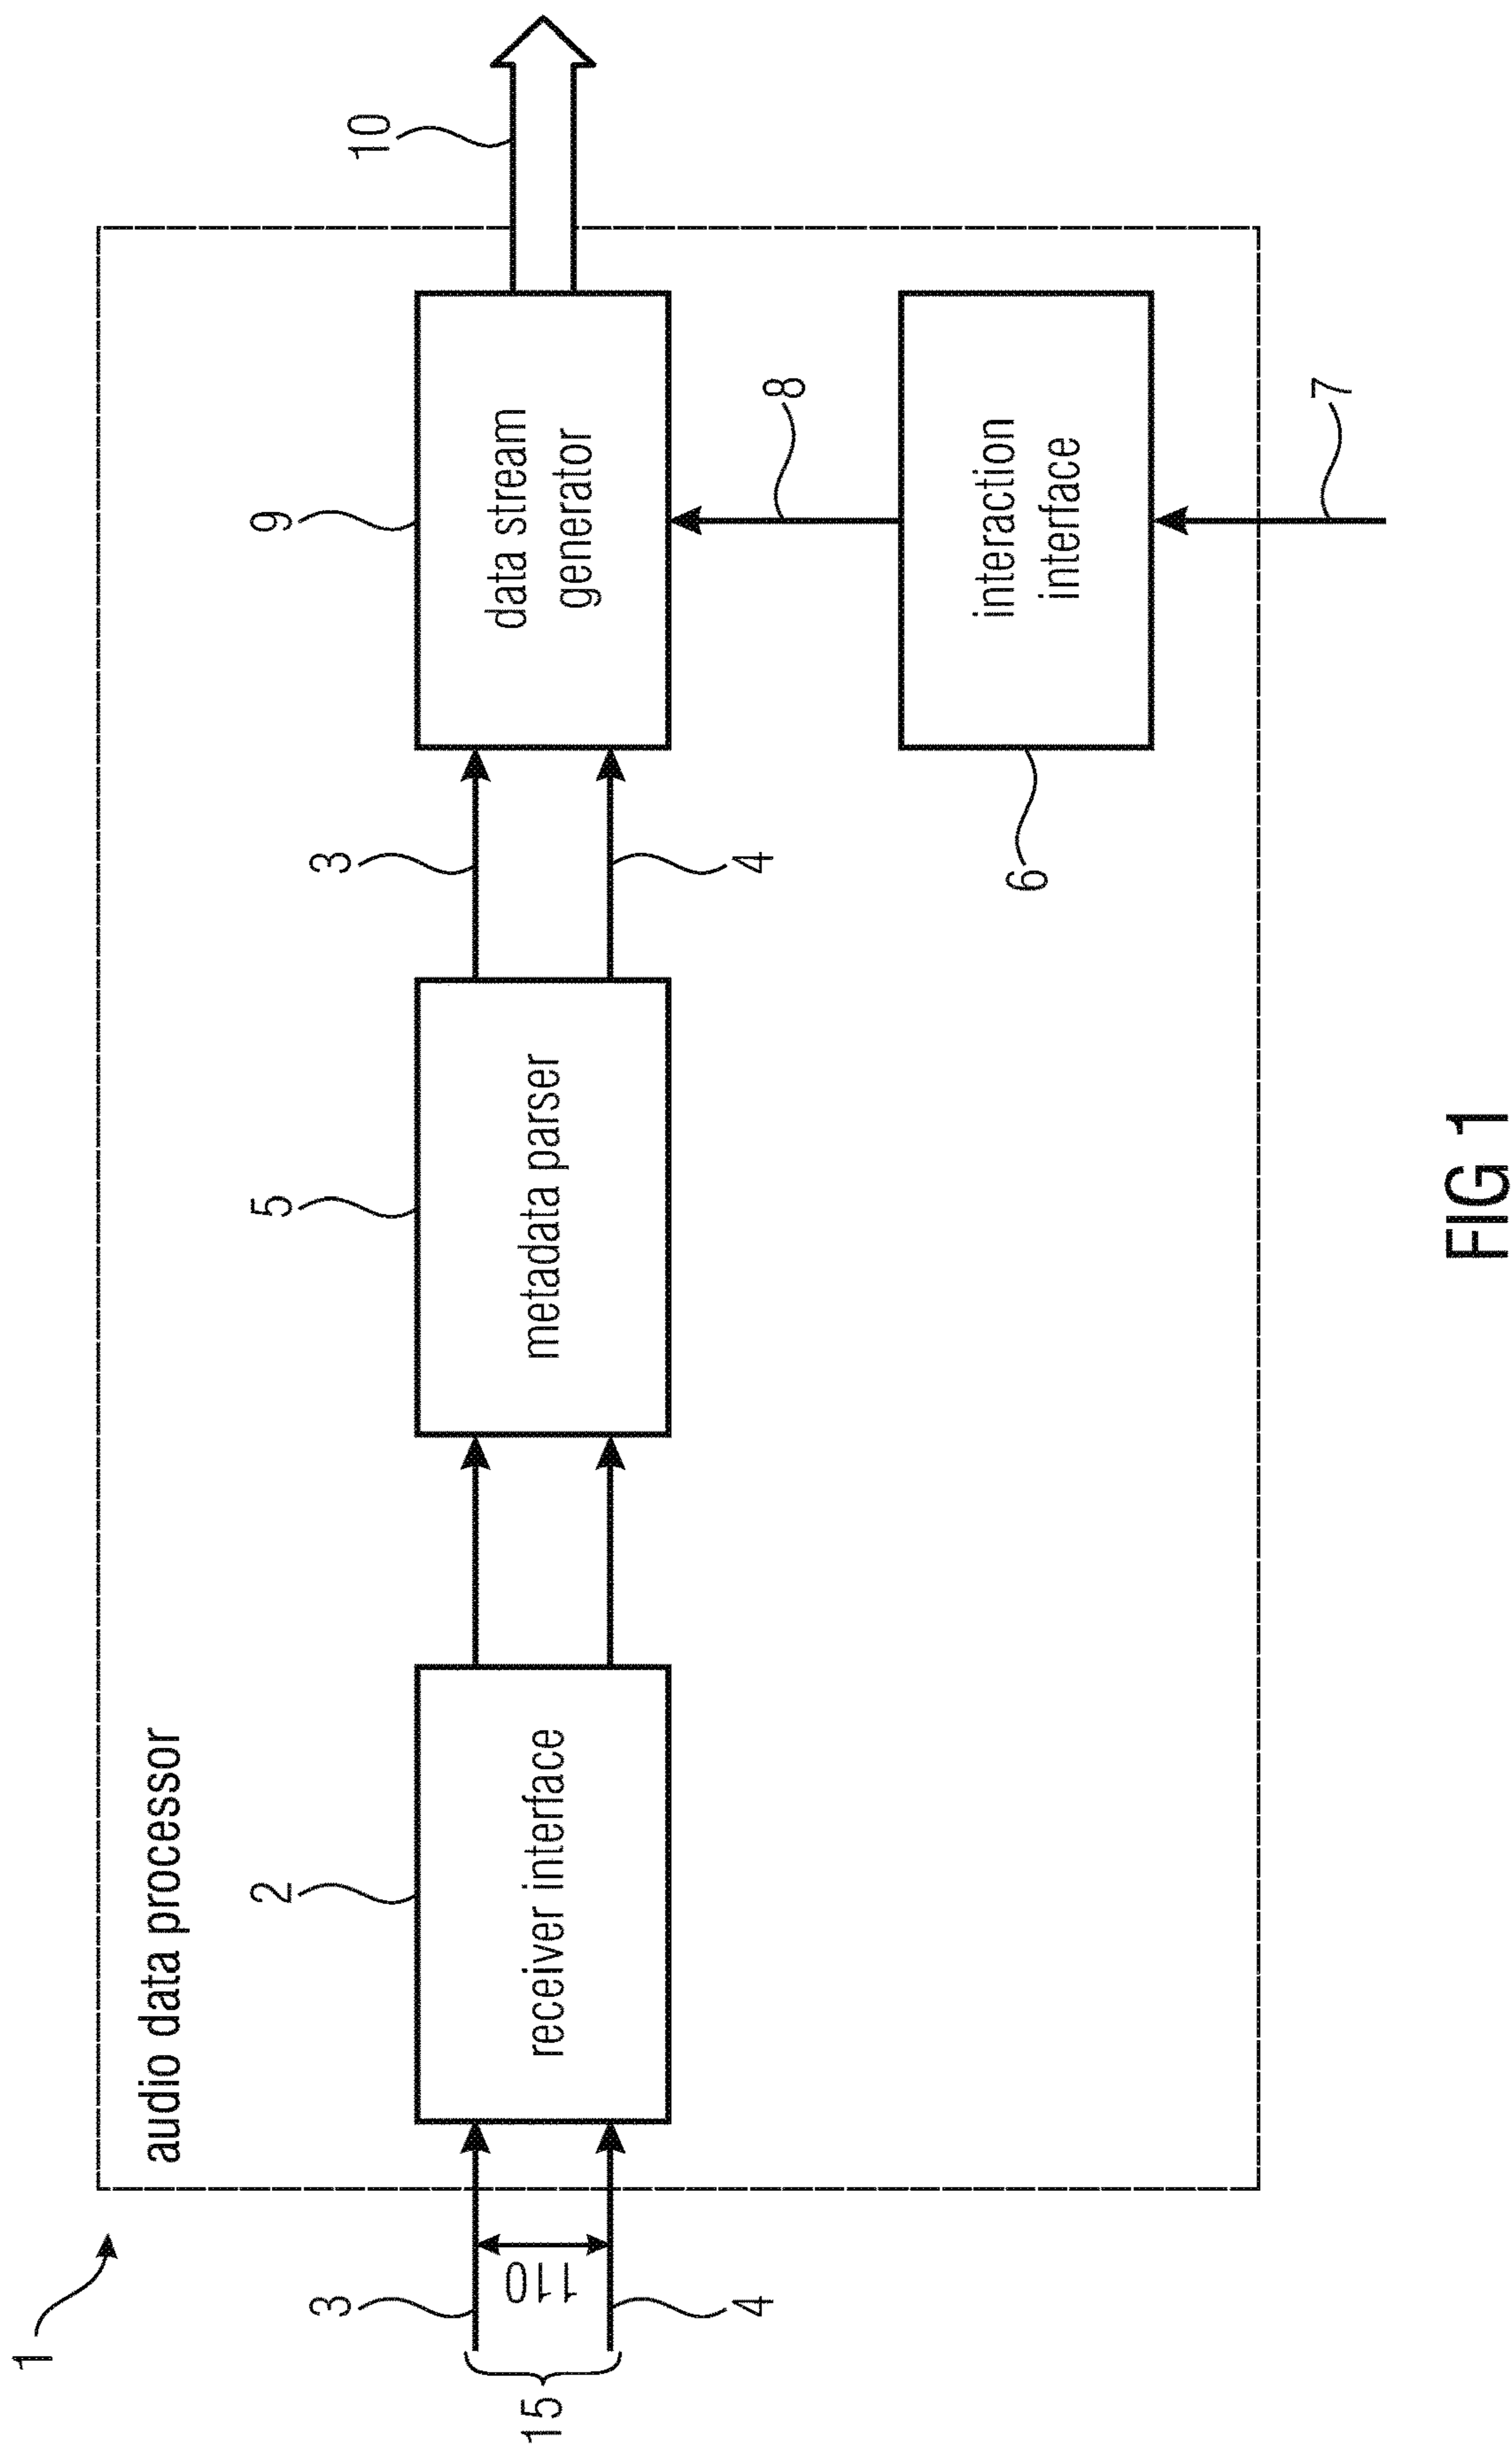 1
audio data processor
15
3
4
110
2
receiver interface
5
metadata parser
3
4
9
data stream
generator
10
8
6
interaction
interface
7
FIG 1